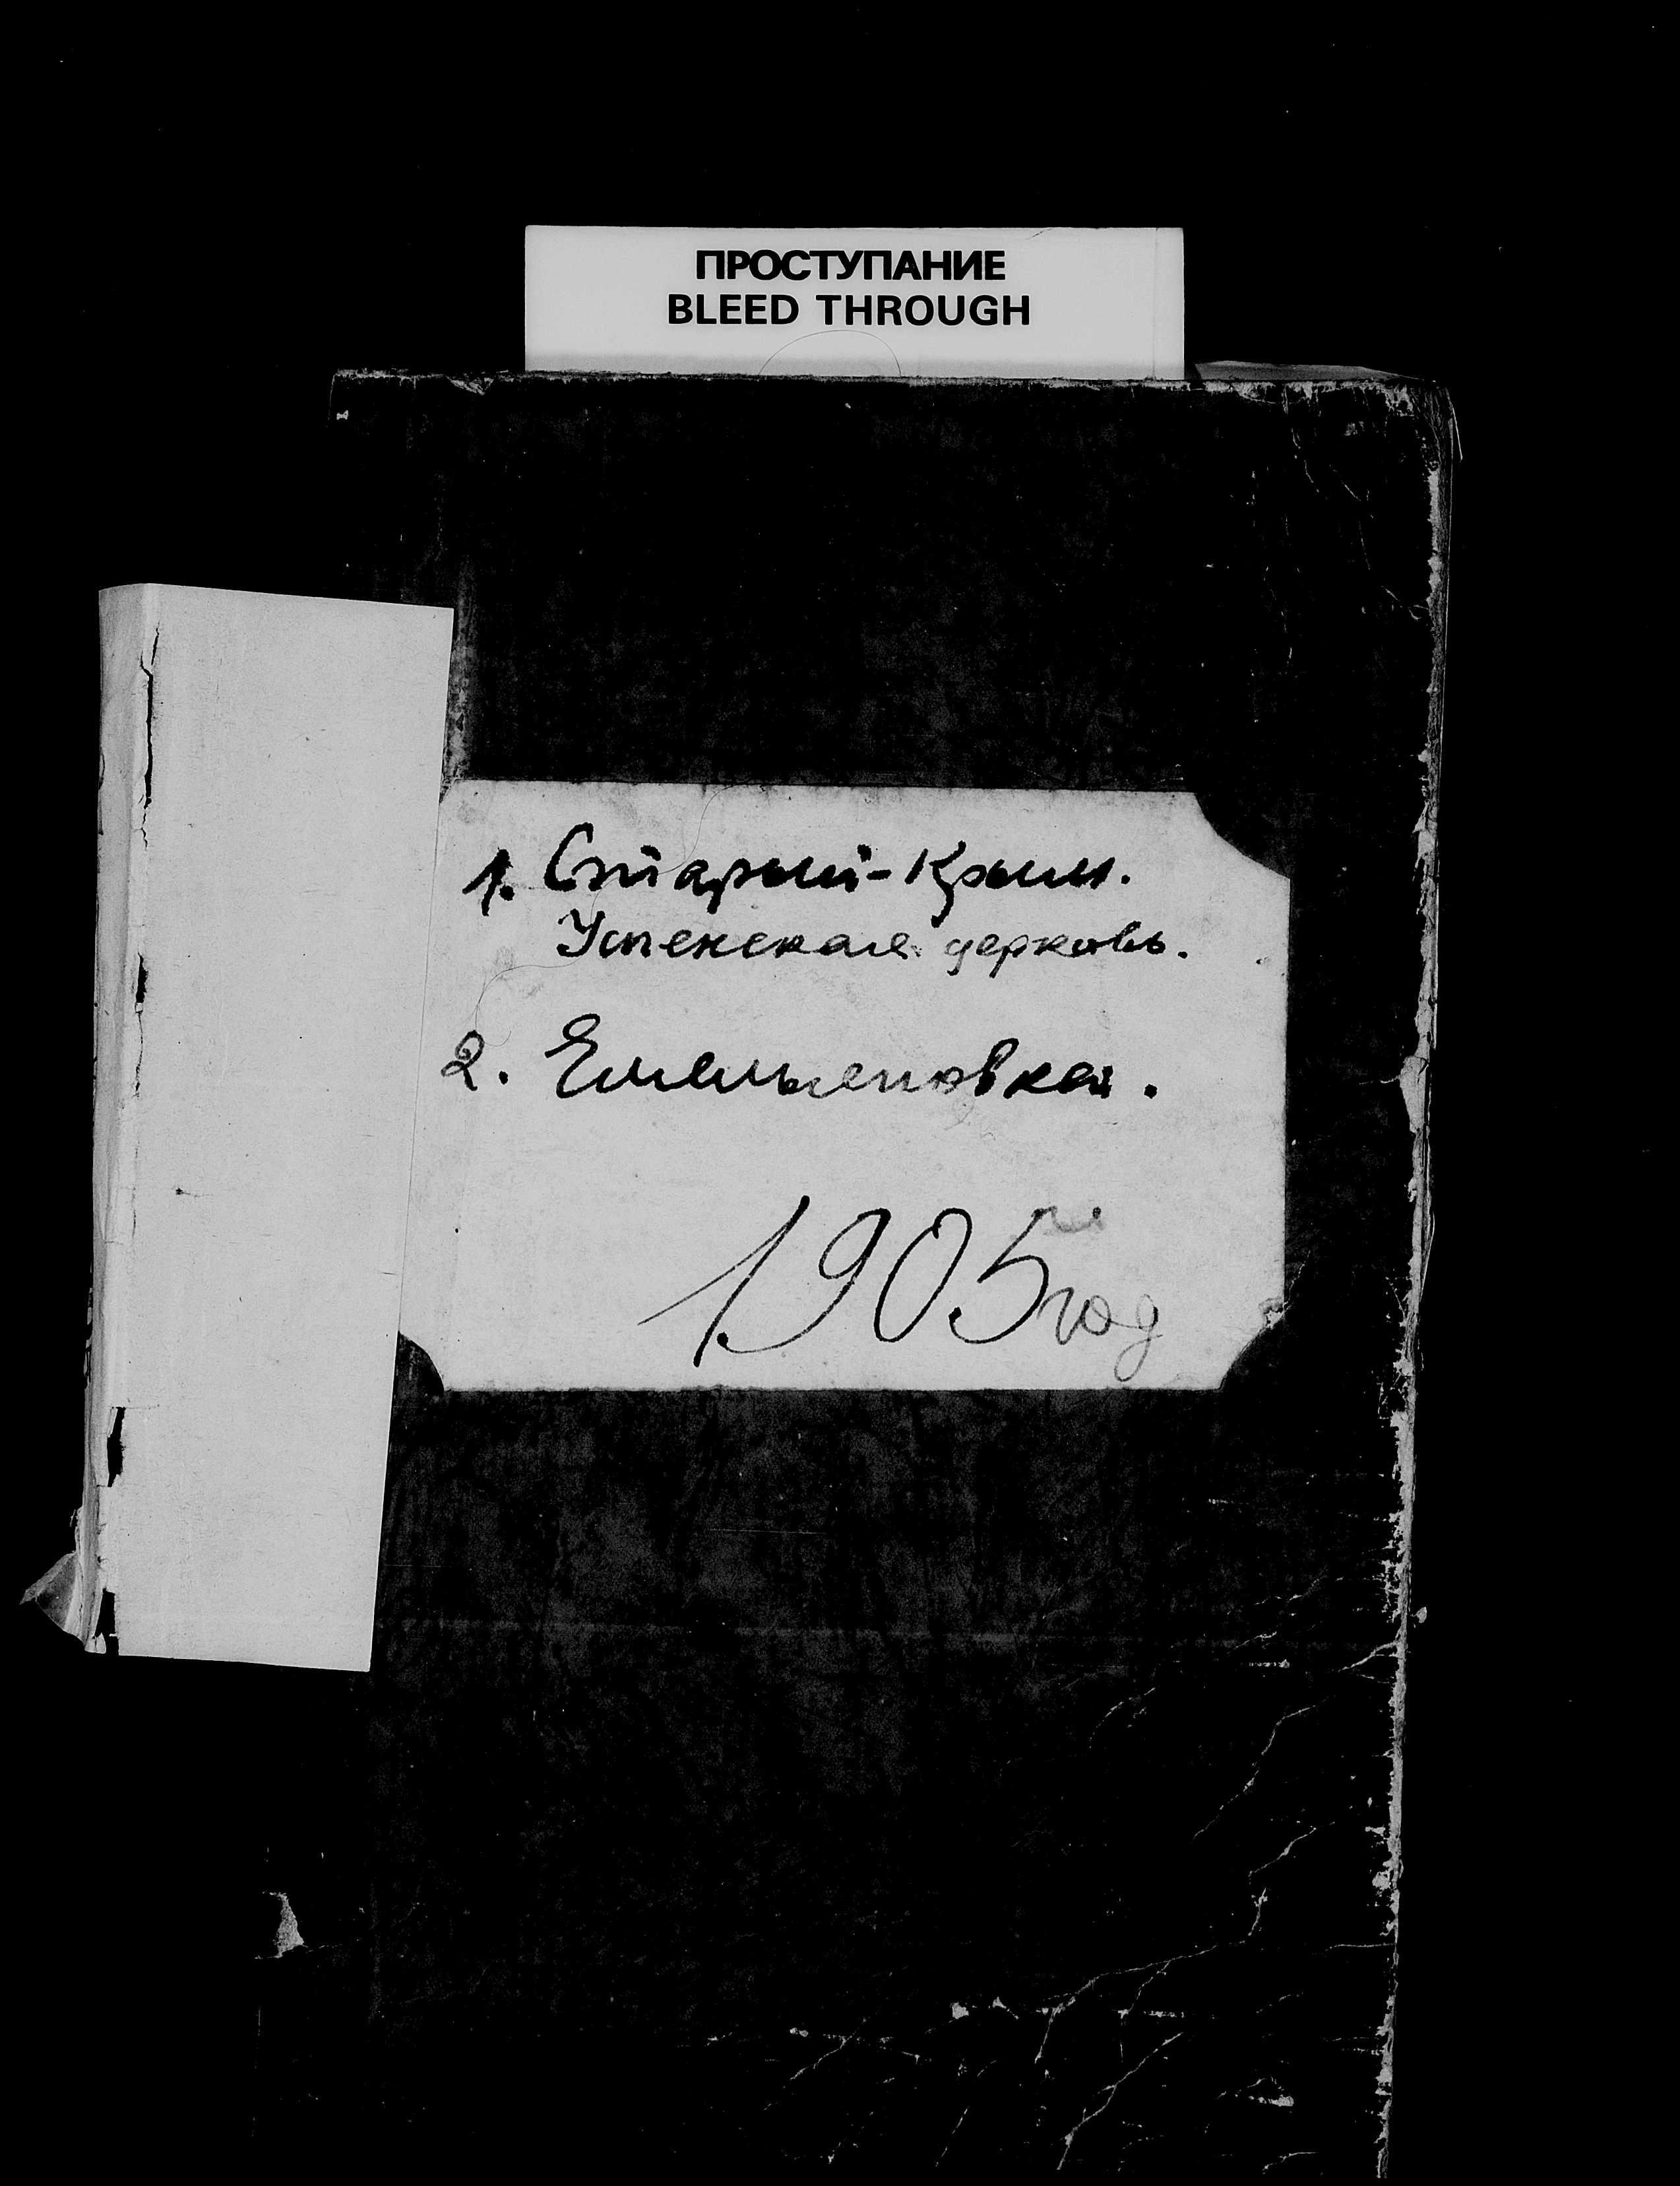 ПРОСТУПАНИЕ
BLEED THROUGH
1. Старый-Крым.
Успенская церковь.
2. Емельяновка.
1905 год